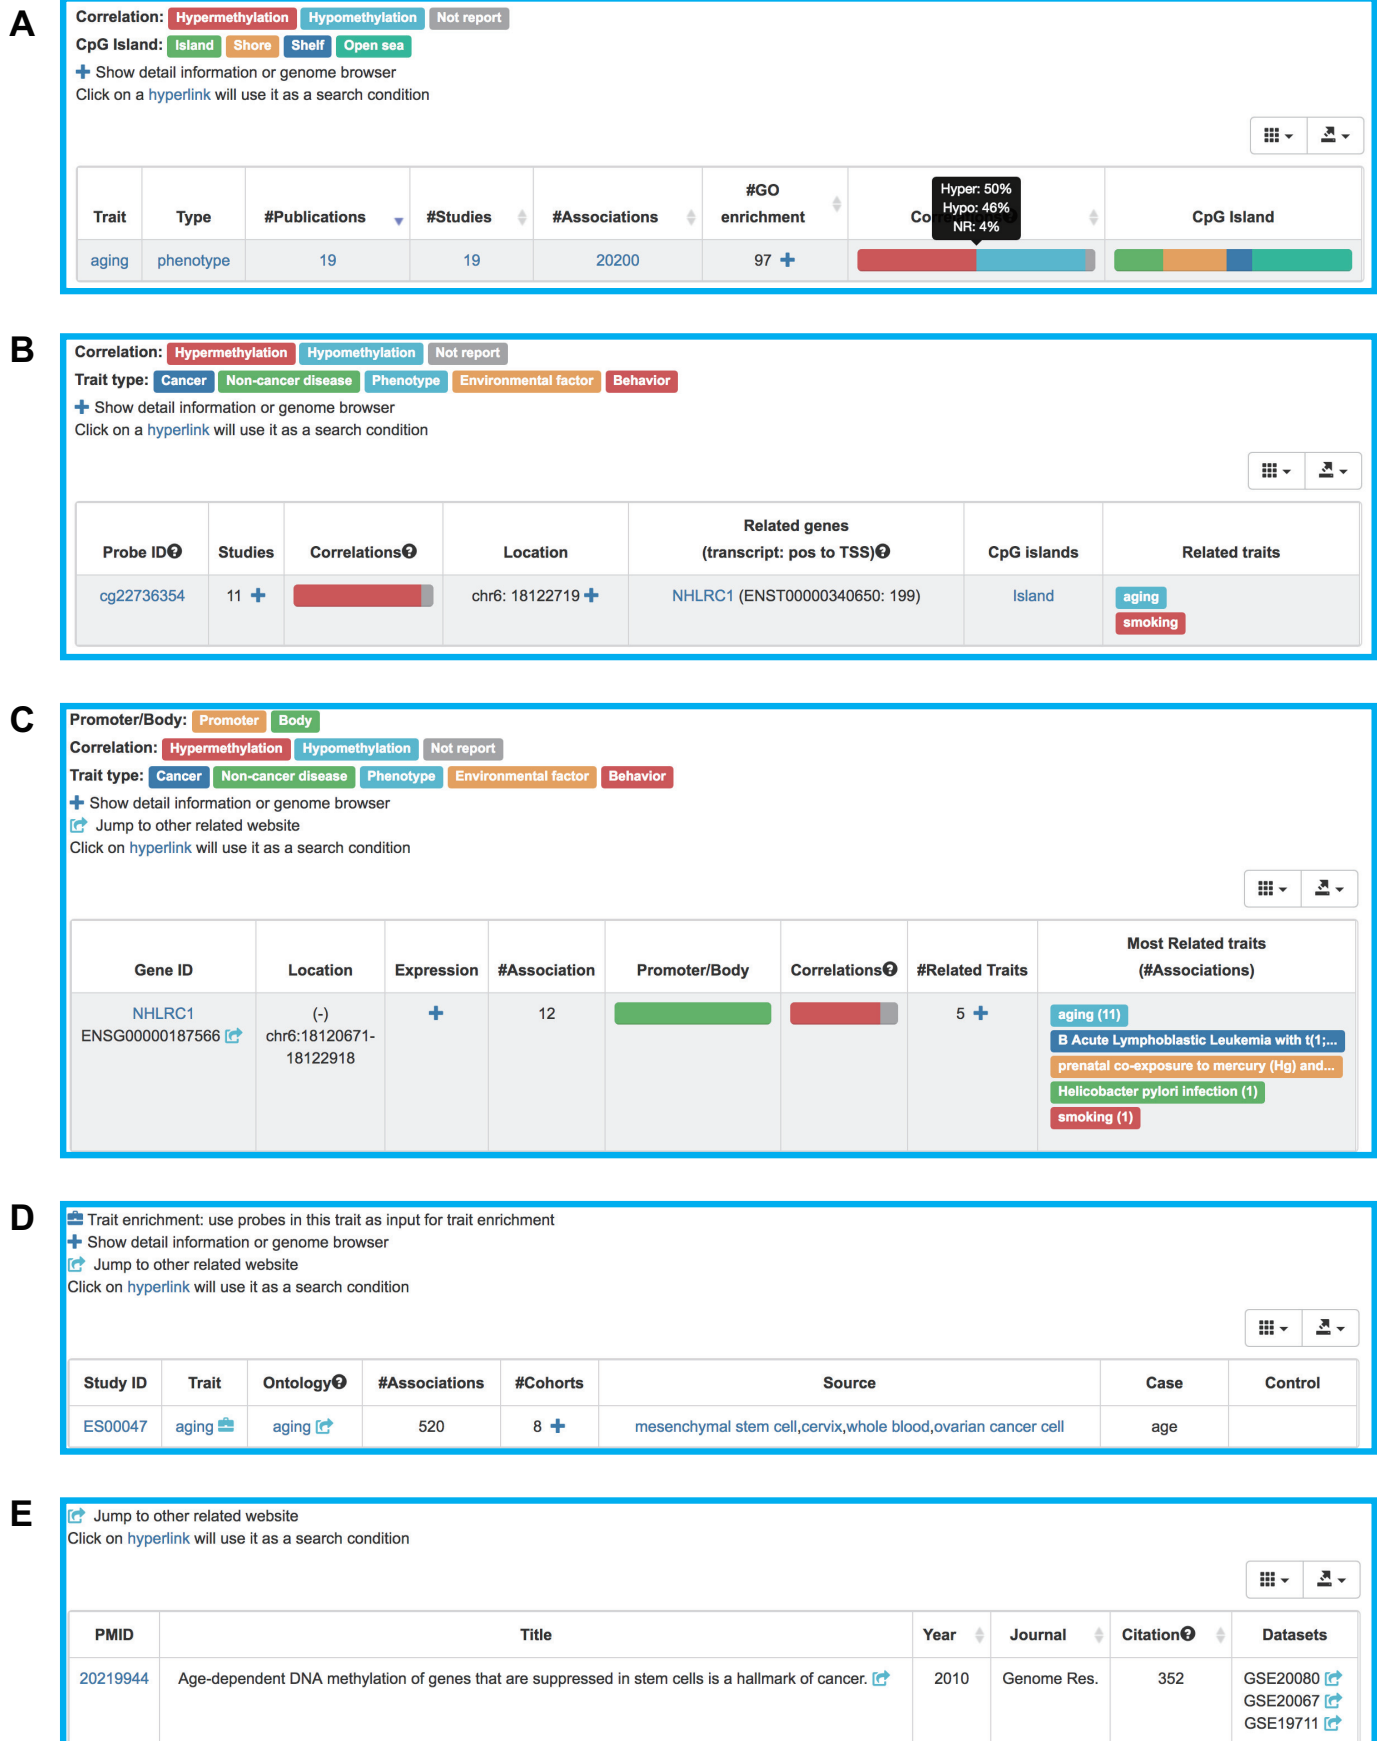 A
Correlation: Hypermethylation Hypomethylation Not report
CpG Island: Island Shore Shelf Open sea
Show detail information or genome browser
Click on a hyperlink will use it as a search condition
Trait Type #Publications #Studies #Associations #GO enrichment CpG Island
Hyper: 50%
Hypo: 46%
NR: 4%
aging phenotype 19 19 20200 97
B
Correlation: Hypermethylation Hypomethylation Not report
Trait type: Cancer Non-cancer disease Phenotype Environmental factor Behavior
Show detail information or genome browser
Click on a hyperlink will use it as a search condition
Probe ID Studies Correlations Location Related genes (transcript: pos to TSS) CpG islands Related traits
cg22736354 11 chr6: 18122719 NHLRC1 (ENST00000340650: 199) Island aging
smoking
C
Promoter/Body: Promoter Body
Correlation: Hypermethylation Hypomethylation Not report
Trait type: Cancer Non-cancer disease Phenotype Environmental factor Behavior
Show detail information or genome browser
Jump to other related website
Click on hyperlink will use it as a search condition
Gene ID Location Expression #Association Promoter/Body Correlations #Related Traits Most Related traits (#Associations)
NHLRC1 (-) 12 5 aging (11)
ENSG00000187566 chr6:18120671- B Acute Lymphoblastic Leukemia with t(1;...
18122918 prenatal co-exposure to mercury (Hg) and...
Helicobacter pylori infection (1)
smoking (1)
D
Trait enrichment: use probes in this trait as input for trait enrichment
Show detail information or genome browser
Jump to other related website
Click on hyperlink will use it as a search condition
Study ID Trait Ontology #Associations #Cohorts Source Case Control
ES00047 aging aging 520 8 mesenchymal stem cell,cervix,whole blood,ovarian cancer cell age
E
Jump to other related website
Click on hyperlink will use it as a search condition
PMID Title Year Journal Citation Datasets
20219944 Age-dependent DNA methylation of genes that are suppressed in stem cells is a hallmark of cancer. 2010 Genome Res. 352 GSE20080
GSE20067
GSE19711